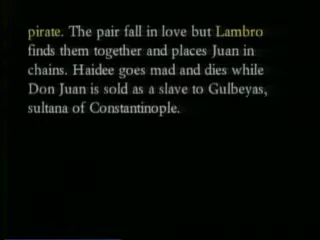 pirate. The pair fall in love but Lambro
finds them together and places Juan in
chains. Haidee goes mad and dies while
Don Juan is sold as a slave to Gulbeyas,
sultana of Constantinople.